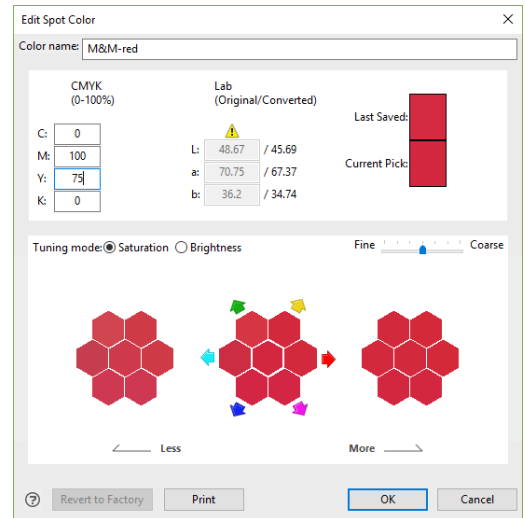 Edit Spot Color
Color name: M&M-red
CMYK
(0-100%)
Lab
(Original/Converted)
Last Saved:
C: 0
M: 100
Y: 75
K: 0
L: 48.67 / 45.69
a: 70.75 / 67.37
b: 36.2 / 34.74
Current Pick:
Tuning mode: Saturation Brightness
Fine Coarse
Less
More
? Revert to Factory Print OK Cancel